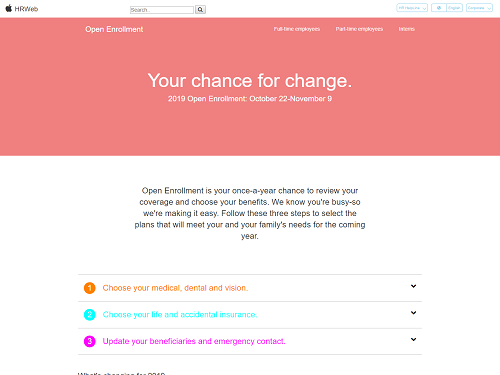 HRWeb
Search..
HR Resume
English
Corporate
Open Enrollment
Full-time employees
Part-time employees
Interns
Your chance for change.
2019 Open Enrollment: October 22-November 9
Open Enrollment is your once-a-year chance to review your
coverage and choose your benefits. We know you're busy-so
we're making it easy. Follow these three steps to select the
plans that will meet your and your family's needs for the coming
year.
1 Choose your medical, dental and vision.
2 Choose your life and accidental insurance.
3 Update your beneficiaries and emergency contact.
What's changing for 2019